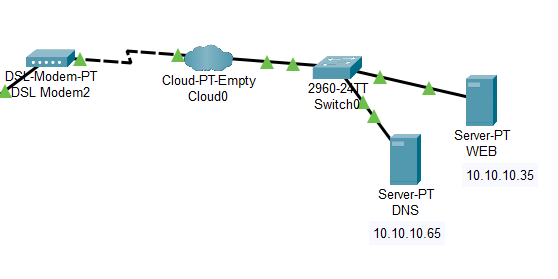 DSL-Modem-PT
DSL Modem2
Cloud-PT-Empty
Cloud0
2960-24TT
Switch0
Server-PT
WEB
10.10.10.35
Server-PT
DNS
10.10.10.65